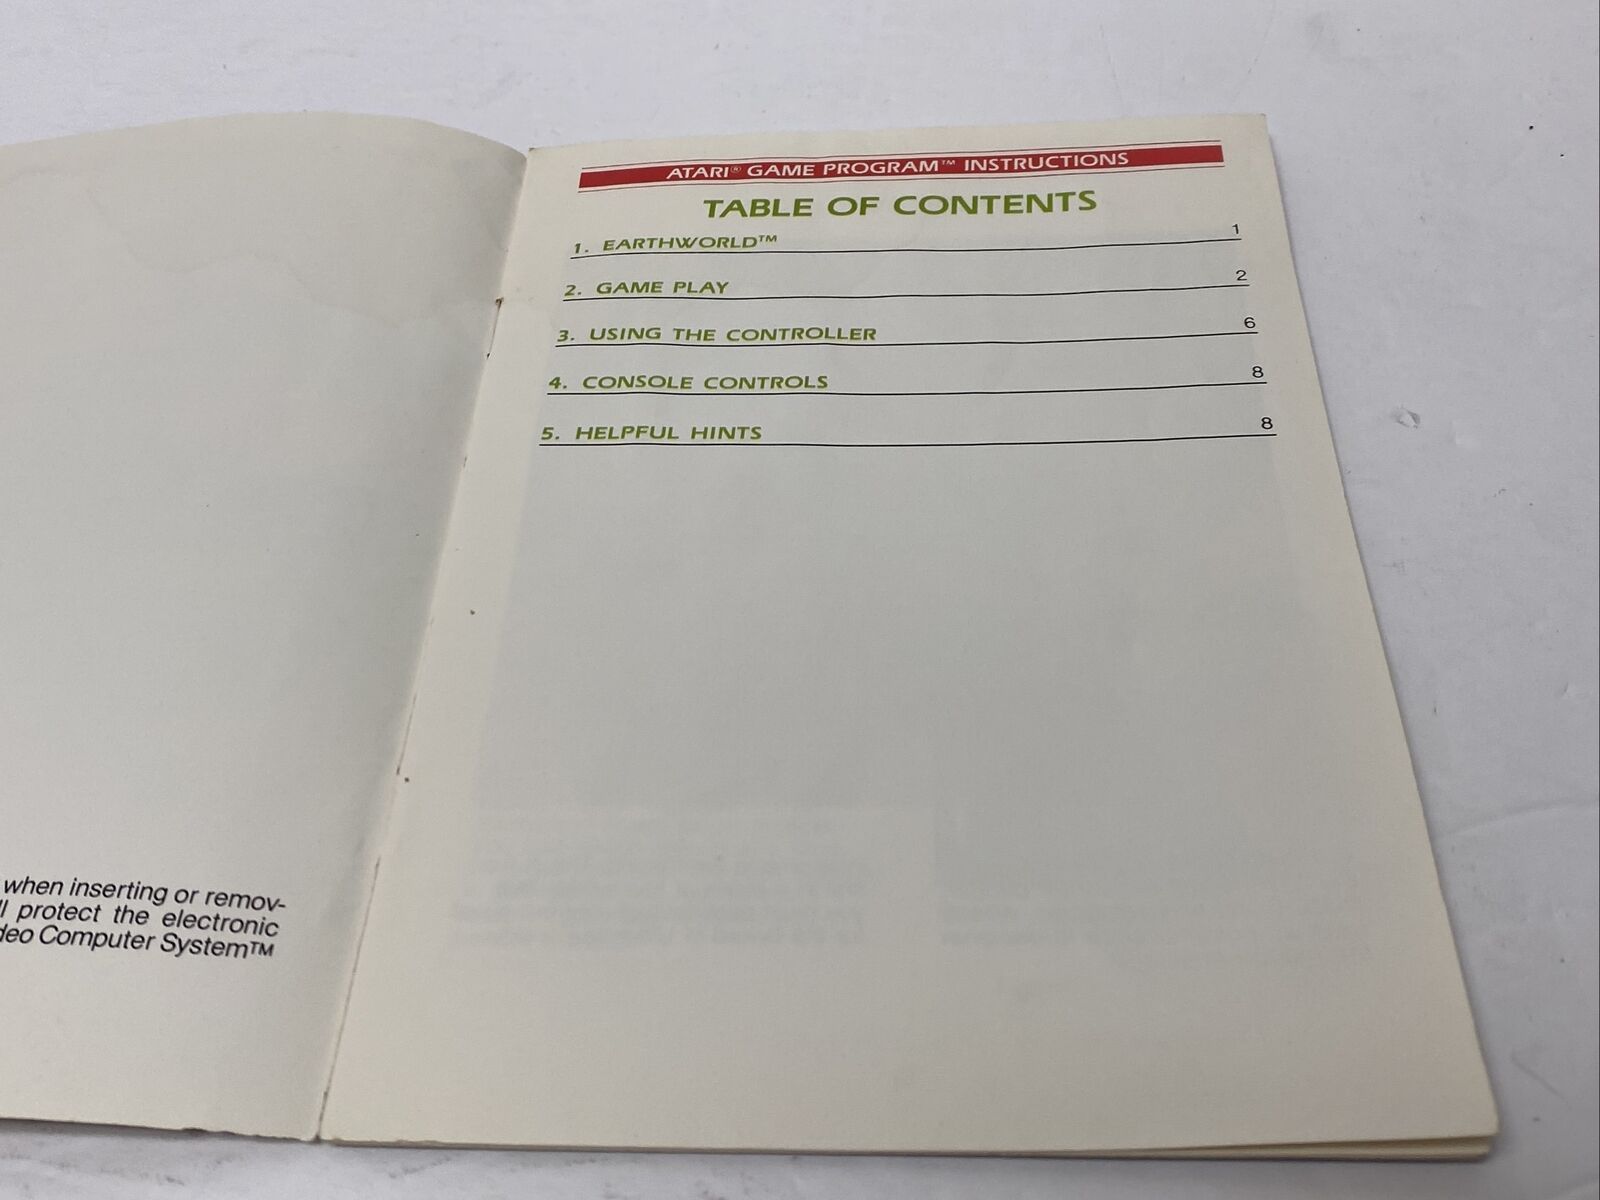 when inserting or remov-
protect the electronic
Computer System™
ATARI® GAME PROGRAM™ INSTRUCTIONS
TABLE OF CONTENTS
1. EARTHWORLD™ 1
2. GAME PLAY 2
3. USING THE CONTROLLER 6
4. CONSOLE CONTROLS 8
5. HELPFUL HINTS 8